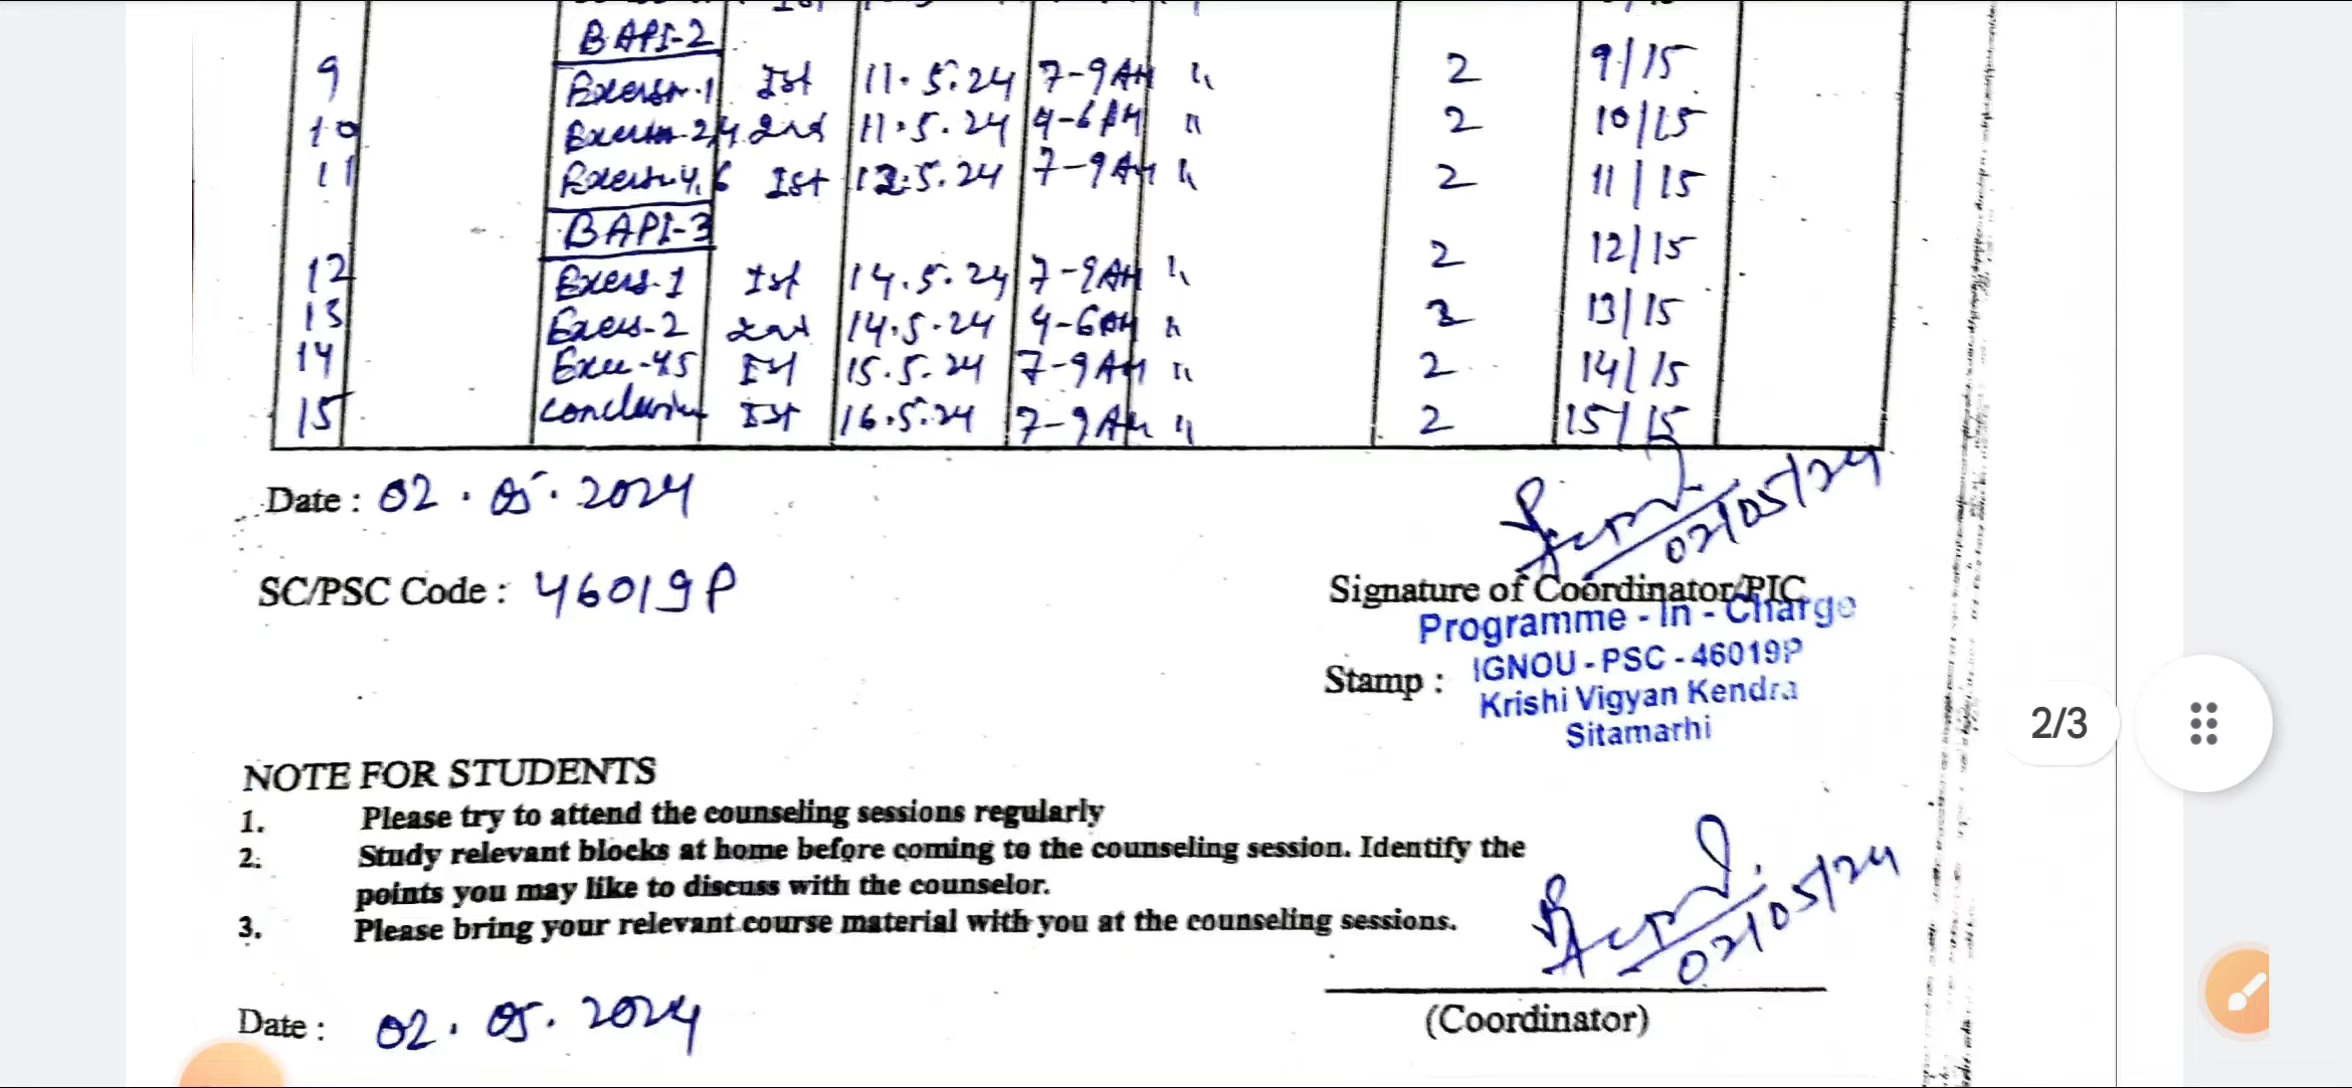 BAPI-2
9 Exersr.1 Ist 11.5.24 7-9AM " 2 9/15
10 2,4 2nd 11.5.24 4-6PM " 2 10/15
11 4,6 Ist 12.5.24 7-9AM " 2 11/15
BAPI-3
12 Exers.1 Ist 14.5.24 7-9AM " 2 12/15
13 Exers-2 2nd 14.5.24 4-6PM " 2 13/15
14 15.5.24 7-9AM " 2 14/15
15 Conclusion Ist 16.5.24 7-9AM " 2 15/15
Date : 02.05.2024
02/05/24
SC/PSC Code : 46019P
Signature of Coordinator/PIC
Programme - In - Charge
IGNOU - PSC - 46019P
Stamp :
Krishi Vigyan Kendra
Sitamarhi
2/3
NOTE FOR STUDENTS
1. Please try to attend the counseling sessions regularly
2. Study relevant blocks at home before coming to the counseling session. Identify the
points you may like to discuss with the counselor.
3. Please bring your relevant course material with you at the counseling sessions.
02/05/24
Date : 02.05.2024
(Coordinator)